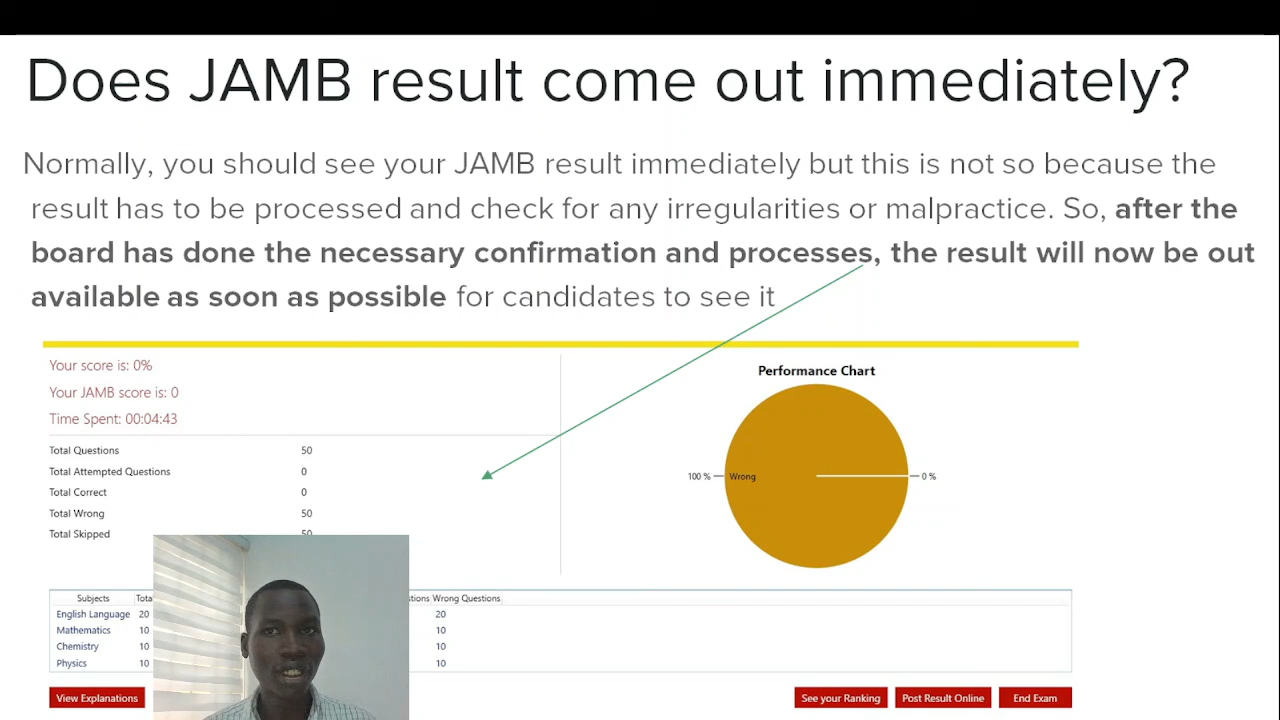 Does JAMB result come out immediately?
Normally, you should see your JAMB result immediately but this is not so because the
result has to be processed and check for any irregularities or malpractice. So, after the
board has done the necessary confirmation and processes, the result will now be out
available as soon as possible for candidates to see it
Your score is: 0%
Your JAMB score is: 0
Time Spent: 00:04:43
Total Questions 50
Total Attempted Questions 0
Total Correct 0
Total Wrong 50
Total Skipped 50
Performance Chart
100 % Wrong 0 %
Subjects Wrong Questions
English Language 20 20
Mathematics 10 10
Chemistry 10 10
Physics 10 10
View Explanations See your Ranking Post Result Online End Exam